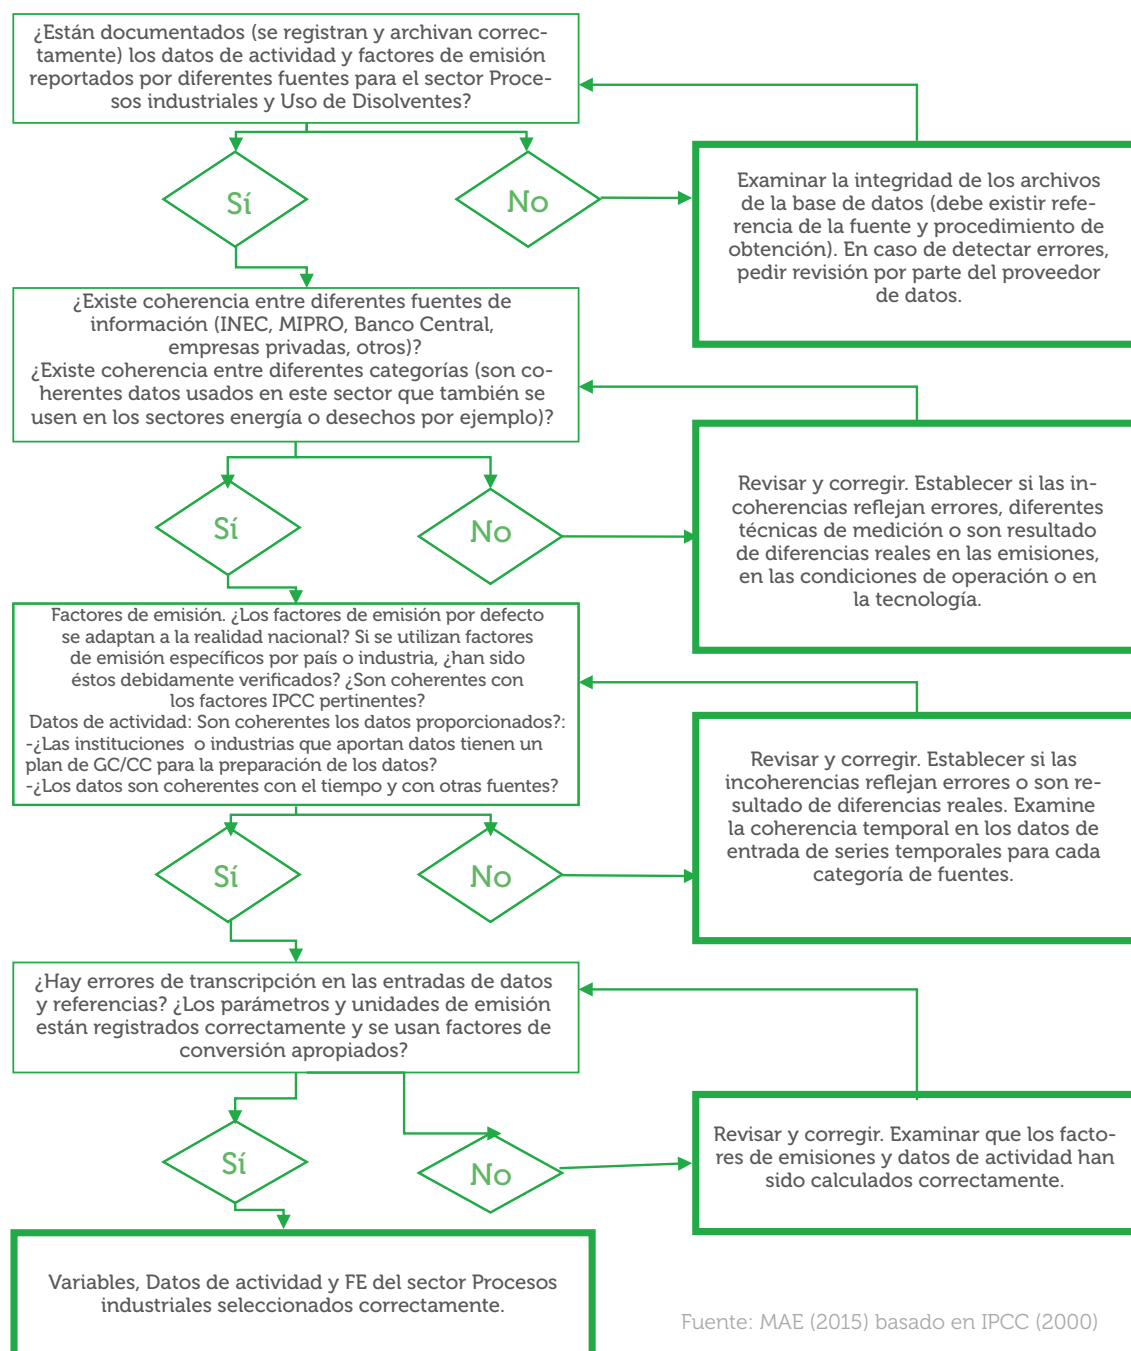 ¿Están documentados (se registran y archivan correc-
tamente) los datos de actividad y factores de emisión
reportados por diferentes fuentes para el sector Proce-
sos industriales y Uso de Disolventes?
Sí
No
Examinar la integridad de los archivos
de la base de datos (debe existir refe-
rencia de la fuente y procedimiento de
obtención). En caso de detectar errores,
pedir revisión por parte del proveedor
de datos.
¿Existe coherencia entre diferentes fuentes de
información (INEC, MIPRO, Banco Central,
empresas privadas, otros)?
¿Existe coherencia entre diferentes categorías (son co-
herentes datos usados en este sector que también se
usen en los sectores energía o desechos por ejemplo)?
Sí
No
Revisar y corregir. Establecer si las in-
coherencias reflejan errores, diferentes
técnicas de medición o son resultado
de diferencias reales en las emisiones,
en las condiciones de operación o en
la tecnología.
Factores de emisión. ¿Los factores de emisión por defecto
se adaptan a la realidad nacional? Si se utilizan factores
de emisión específicos por país o industria, ¿han sido
éstos debidamente verificados? ¿Son coherentes con
los factores IPCC pertinentes?
Datos de actividad: Son coherentes los datos proporcionados?:
-¿Las instituciones o industrias que aportan datos tienen un
plan de GC/CC para la preparación de los datos?
-¿Los datos son coherentes con el tiempo y con otras fuentes?
Sí
No
Revisar y corregir. Establecer si las
incoherencias reflejan errores o son re-
sultado de diferencias reales. Examine
la coherencia temporal en los datos de
entrada de series temporales para cada
categoría de fuentes.
¿Hay errores de transcripción en las entradas de datos
y referencias? ¿Los parámetros y unidades de emisión
están registrados correctamente y se usan factores de
conversión apropiados?
Sí
No
Revisar y corregir. Examinar que los facto-
res de emisiones y datos de actividad han
sido calculados correctamente.
Variables, Datos de actividad y FE del sector Procesos
industriales seleccionados correctamente.
Fuente: MAE (2015) basado en IPCC (2000)